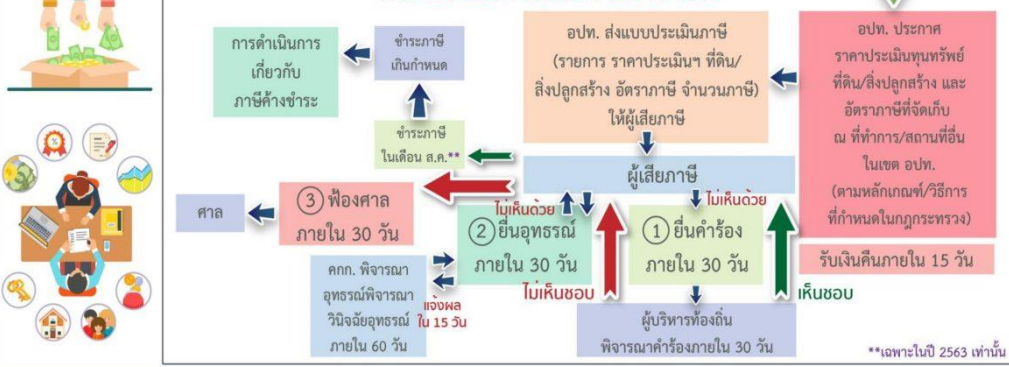 อปท. ประกาศ
ราคาประเมินทุนทรัพย์
ที่ดิน/สิ่งปลูกสร้าง และ
อัตราภาษีที่จัดเก็บ
ณ ที่ทำการ/สถานที่อื่น
ในเขต อปท.
(ตามหลักเกณฑ์/วิธีการ
ที่กำหนดในกฎกระทรวง)
อปท. ส่งแบบประเมินภาษี
(รายการ ราคาประเมินฯ ที่ดิน/
สิ่งปลูกสร้าง อัตราภาษี จำนวนภาษี)
ให้ผู้เสียภาษี
ชำระภาษี
เกินกำหนด
การดำเนินการ
เกี่ยวกับ
ภาษีค้างชำระ
ชำระภาษี
ในเดือน ส.ค.**
ผู้เสียภาษี
ไม่เห็นด้วย
ไม่เห็นด้วย
① ยื่นคำร้อง
ภายใน 30 วัน
② ยื่นอุทธรณ์
ภายใน 30 วัน
③ ฟ้องศาล
ภายใน 30 วัน
ศาล
รับเงินคืนภายใน 15 วัน
ไม่เห็นชอบ
เห็นชอบ
คกก. พิจารณา
อุทธรณ์พิจารณา
วินิจฉัยอุทธรณ์
ภายใน 60 วัน
แจ้งผล
ใน 15 วัน
ผู้บริหารท้องถิ่น
พิจารณาคำร้องภายใน 30 วัน
**เฉพาะในปี 2563 เท่านั้น